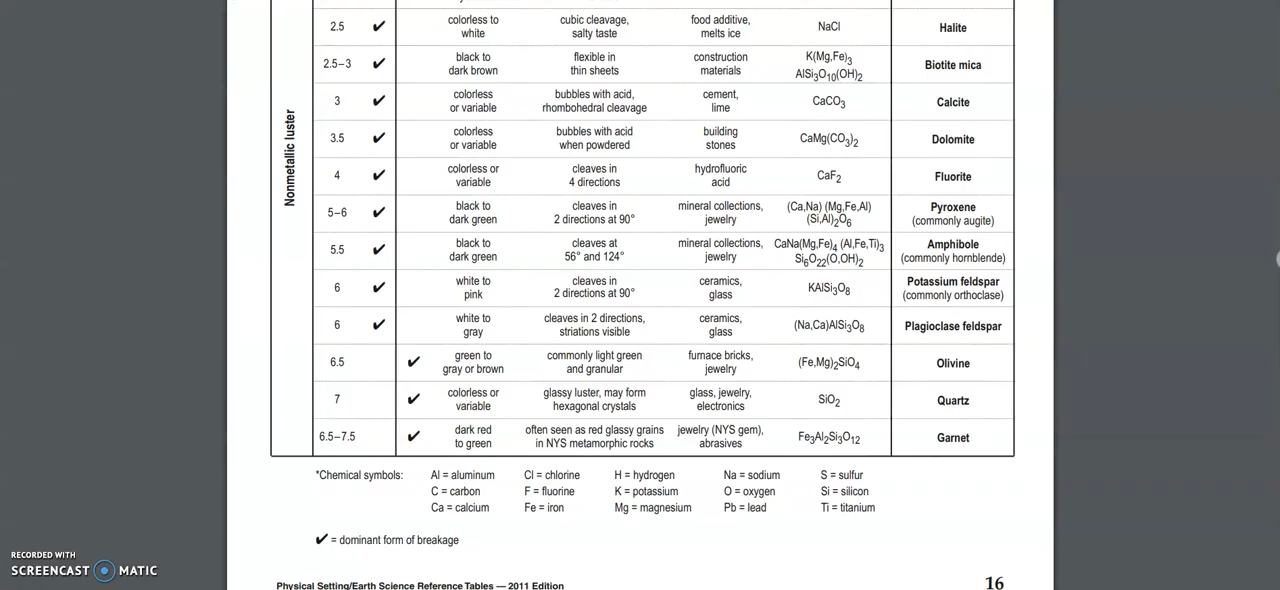 2.5 ✔ colorless to white cubic cleavage, salty taste food additive, melts ice NaCl Halite
2.5–3 ✔ black to dark brown flexible in thin sheets construction materials K(Mg,Fe)3 AlSi3O10(OH)2 Biotite mica
3 ✔ colorless or variable bubbles with acid, rhombohedral cleavage cement, lime CaCO3 Calcite
3.5 ✔ colorless or variable bubbles with acid when powdered building stones CaMg(CO3)2 Dolomite
4 ✔ colorless or variable cleaves in 4 directions hydrofluoric acid CaF2 Fluorite
Nonmetallic luster
5–6 ✔ black to dark green cleaves in 2 directions at 90° mineral collections, jewelry (Ca,Na) (Mg,Fe,Al) (Si,Al)2O6 Pyroxene (commonly augite)
5.5 ✔ black to dark green cleaves at 56° and 124° mineral collections, jewelry CaNa(Mg,Fe)4 (Al,Fe,Ti)3 Si6O22(O,OH)2 Amphibole (commonly hornblende)
6 ✔ white to pink cleaves in 2 directions at 90° ceramics, glass KAlSi3O8 Potassium feldspar (commonly orthoclase)
6 ✔ white to gray cleaves in 2 directions, striations visible ceramics, glass (Na,Ca)AlSi3O8 Plagioclase feldspar
6.5 ✔ green to gray or brown commonly light green and granular furnace bricks, jewelry (Fe,Mg)2SiO4 Olivine
7 ✔ colorless or variable glassy luster, may form hexagonal crystals glass, jewelry, electronics SiO2 Quartz
6.5–7.5 ✔ dark red to green often seen as red glassy grains in NYS metamorphic rocks jewelry (NYS gem), abrasives Fe3Al2Si3O12 Garnet
*Chemical symbols: Al = aluminum Cl = chlorine H = hydrogen Na = sodium S = sulfur
C = carbon F = fluorine K = potassium O = oxygen Si = silicon
Ca = calcium Fe = iron Mg = magnesium Pb = lead Ti = titanium
✔ = dominant form of breakage
Physical Setting/Earth Science Reference Tables — 2011 Edition 16
RECORDED WITH
SCREENCAST MATIC